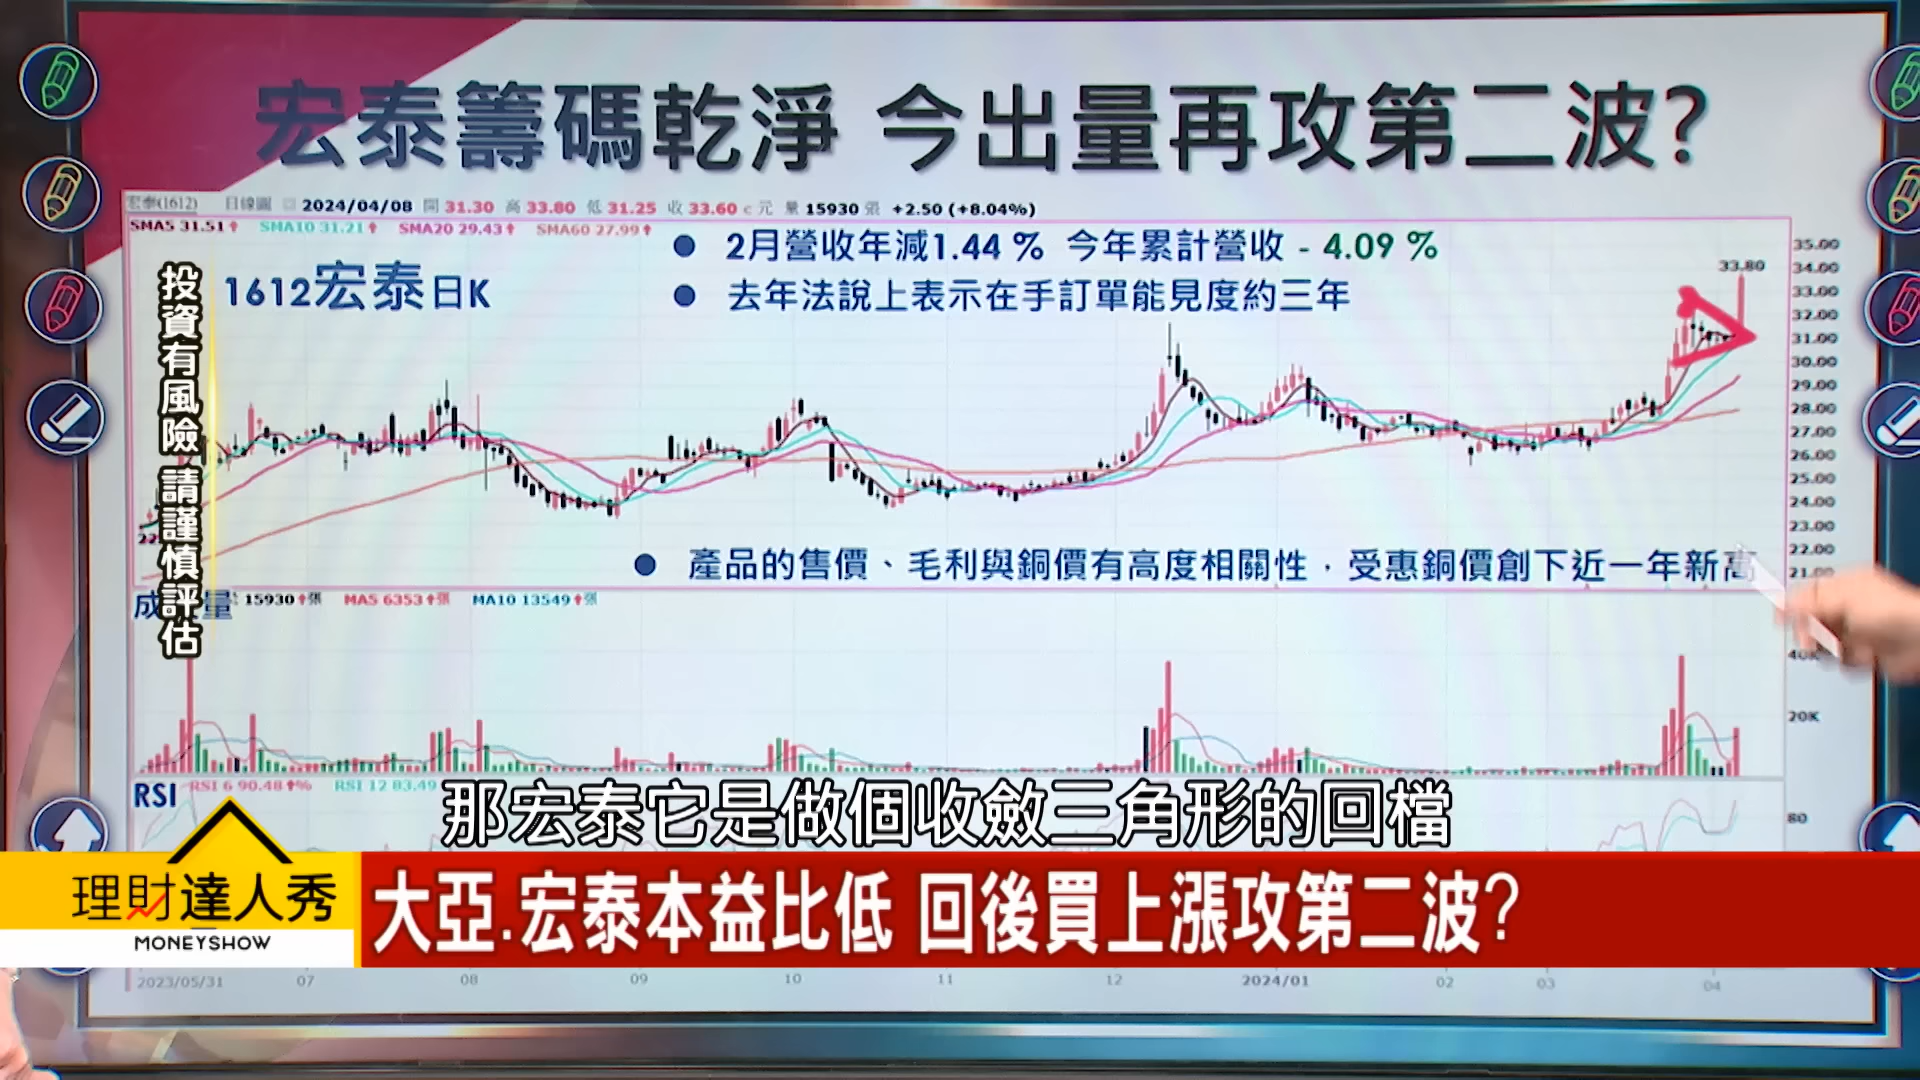 宏泰籌碼乾淨 今出量再攻第二波?
宏泰(1612) 日線圖 2024/04/08 開 31.30 高 33.80 低 31.25 收 33.60 c 元 量 15930 張 +2.50 (+8.04%)
SMA5 31.51↑ SMA10 31.21↑ SMA20 29.43↑ SMA60 27.99↑
● 2月營收年減1.44 % 今年累計營收 - 4.09 %
● 去年法說上表示在手訂單能見度約三年
1612宏泰日K
投資有風險 請謹慎評估
33.80
35.00
34.00
33.00
32.00
31.00
30.00
29.00
28.00
27.00
26.00
25.00
24.00
23.00
22.00
21.00
● 產品的售價、毛利與銅價有高度相關性，受惠銅價創下近一年新高
15930↑張 MA5 6353↑張 MA10 13549↑張
20K
RSI RSI 6 90.48↑% RSI 12 83.49
80
那宏泰它是做個收斂三角形的回檔
理財達人秀
MONEYSHOW
大亞.宏泰本益比低 回後買上漲攻第二波?
2023/05/31 07 08 09 10 11 12 2024/01 02 03 04